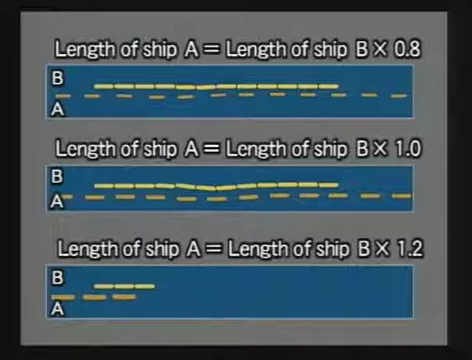 Length of ship A = Length of ship B × 0.8
B
A
Length of ship A = Length of ship B × 1.0
B
A
Length of ship A = Length of ship B × 1.2
B
A